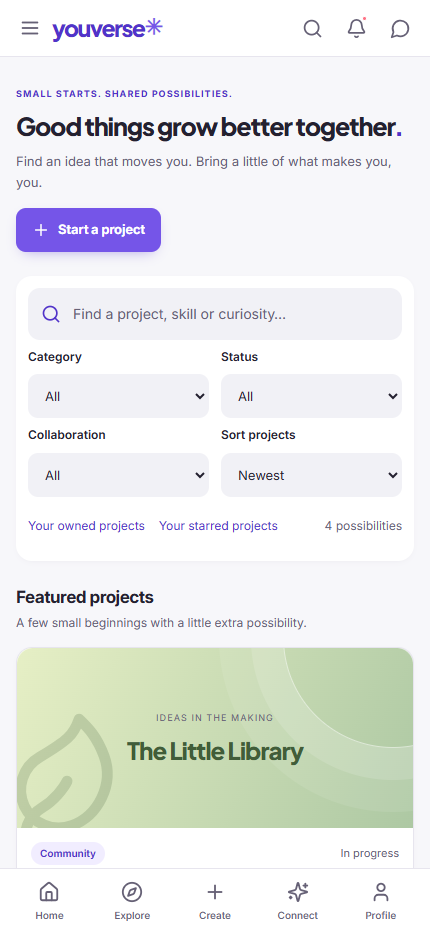 youverse*
SMALL STARTS. SHARED POSSIBILITIES.
Good things grow better together.
Find an idea that moves you. Bring a little of what makes you,
you.
+ Start a project
Find a project, skill or curiosity...
Category Status
All All
Collaboration Sort projects
All Newest
Your owned projects Your starred projects 4 possibilities
Featured projects
A few small beginnings with a little extra possibility.
IDEAS IN THE MAKING
The Little Library
Community In progress
Home Explore Create Connect Profile